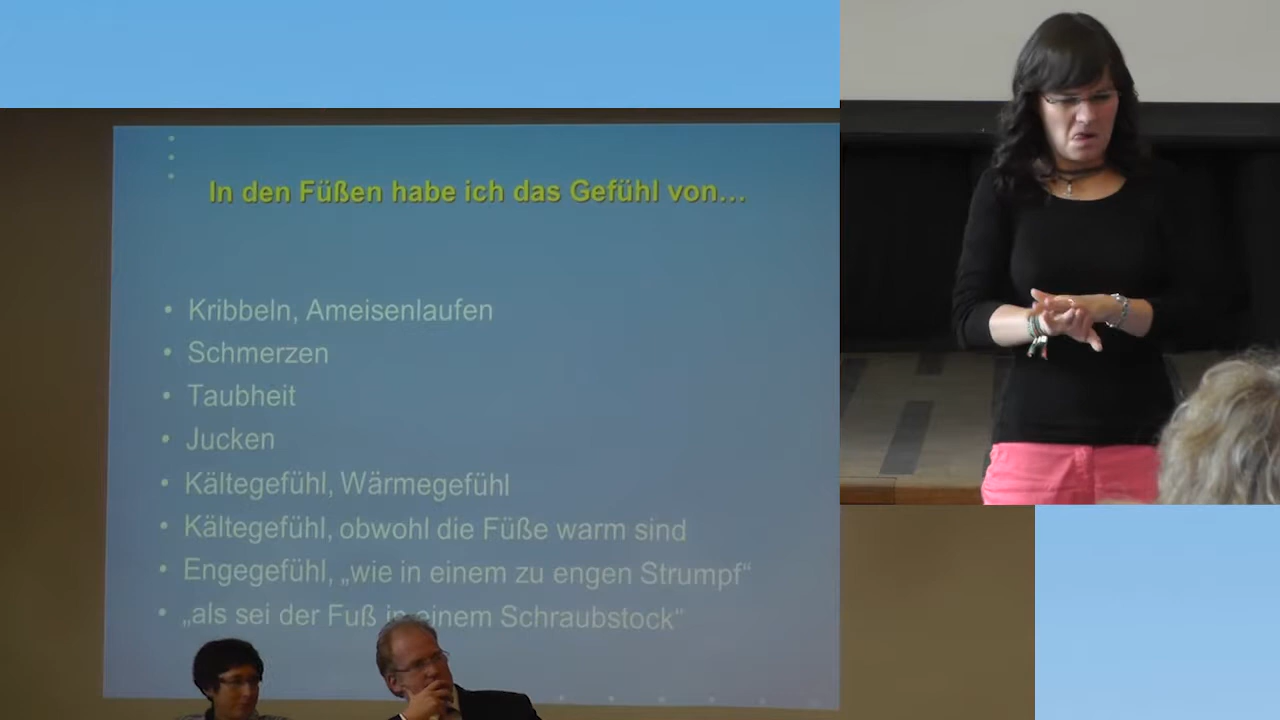 In den Füßen habe ich das Gefühl von…
• Kribbeln, Ameisenlaufen
• Schmerzen
• Taubheit
• Jucken
• Kältegefühl, Wärmegefühl
• Kältegefühl, obwohl die Füße warm sind
• Engegefühl, „wie in einem zu engen Strumpf“
• „als sei der Fuß in einem Schraubstock“